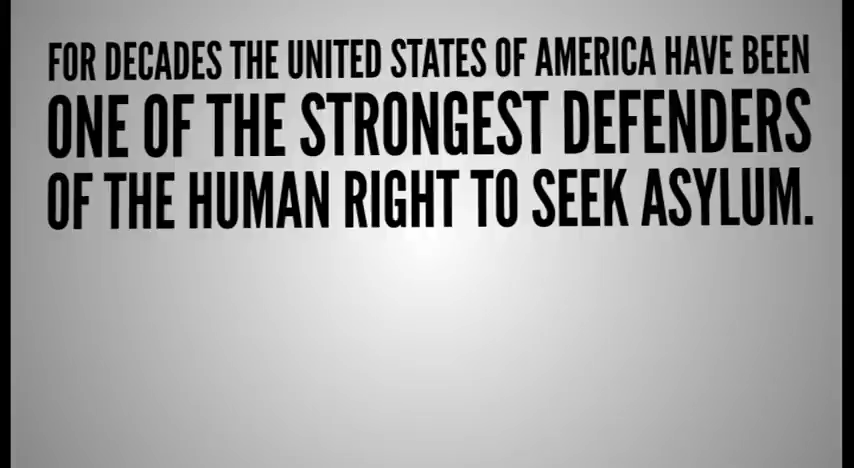 FOR DECADES THE UNITED STATES OF AMERICA HAVE BEEN
ONE OF THE STRONGEST DEFENDERS
OF THE HUMAN RIGHT TO SEEK ASYLUM.